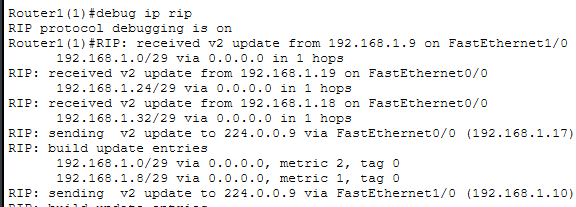 Router1(1)#debug ip rip
RIP protocol debugging is on
Router1(1)#RIP: received v2 update from 192.168.1.9 on FastEthernet1/0
192.168.1.0/29 via 0.0.0.0 in 1 hops
RIP: received v2 update from 192.168.1.19 on FastEthernet0/0
192.168.1.24/29 via 0.0.0.0 in 1 hops
RIP: received v2 update from 192.168.1.18 on FastEthernet0/0
192.168.1.32/29 via 0.0.0.0 in 1 hops
RIP: sending  v2 update to 224.0.0.9 via FastEthernet0/0 (192.168.1.17)
RIP: build update entries
192.168.1.0/29 via 0.0.0.0, metric 2, tag 0
192.168.1.8/29 via 0.0.0.0, metric 1, tag 0
RIP: sending  v2 update to 224.0.0.9 via FastEthernet1/0 (192.168.1.10)
RIP: build update entries